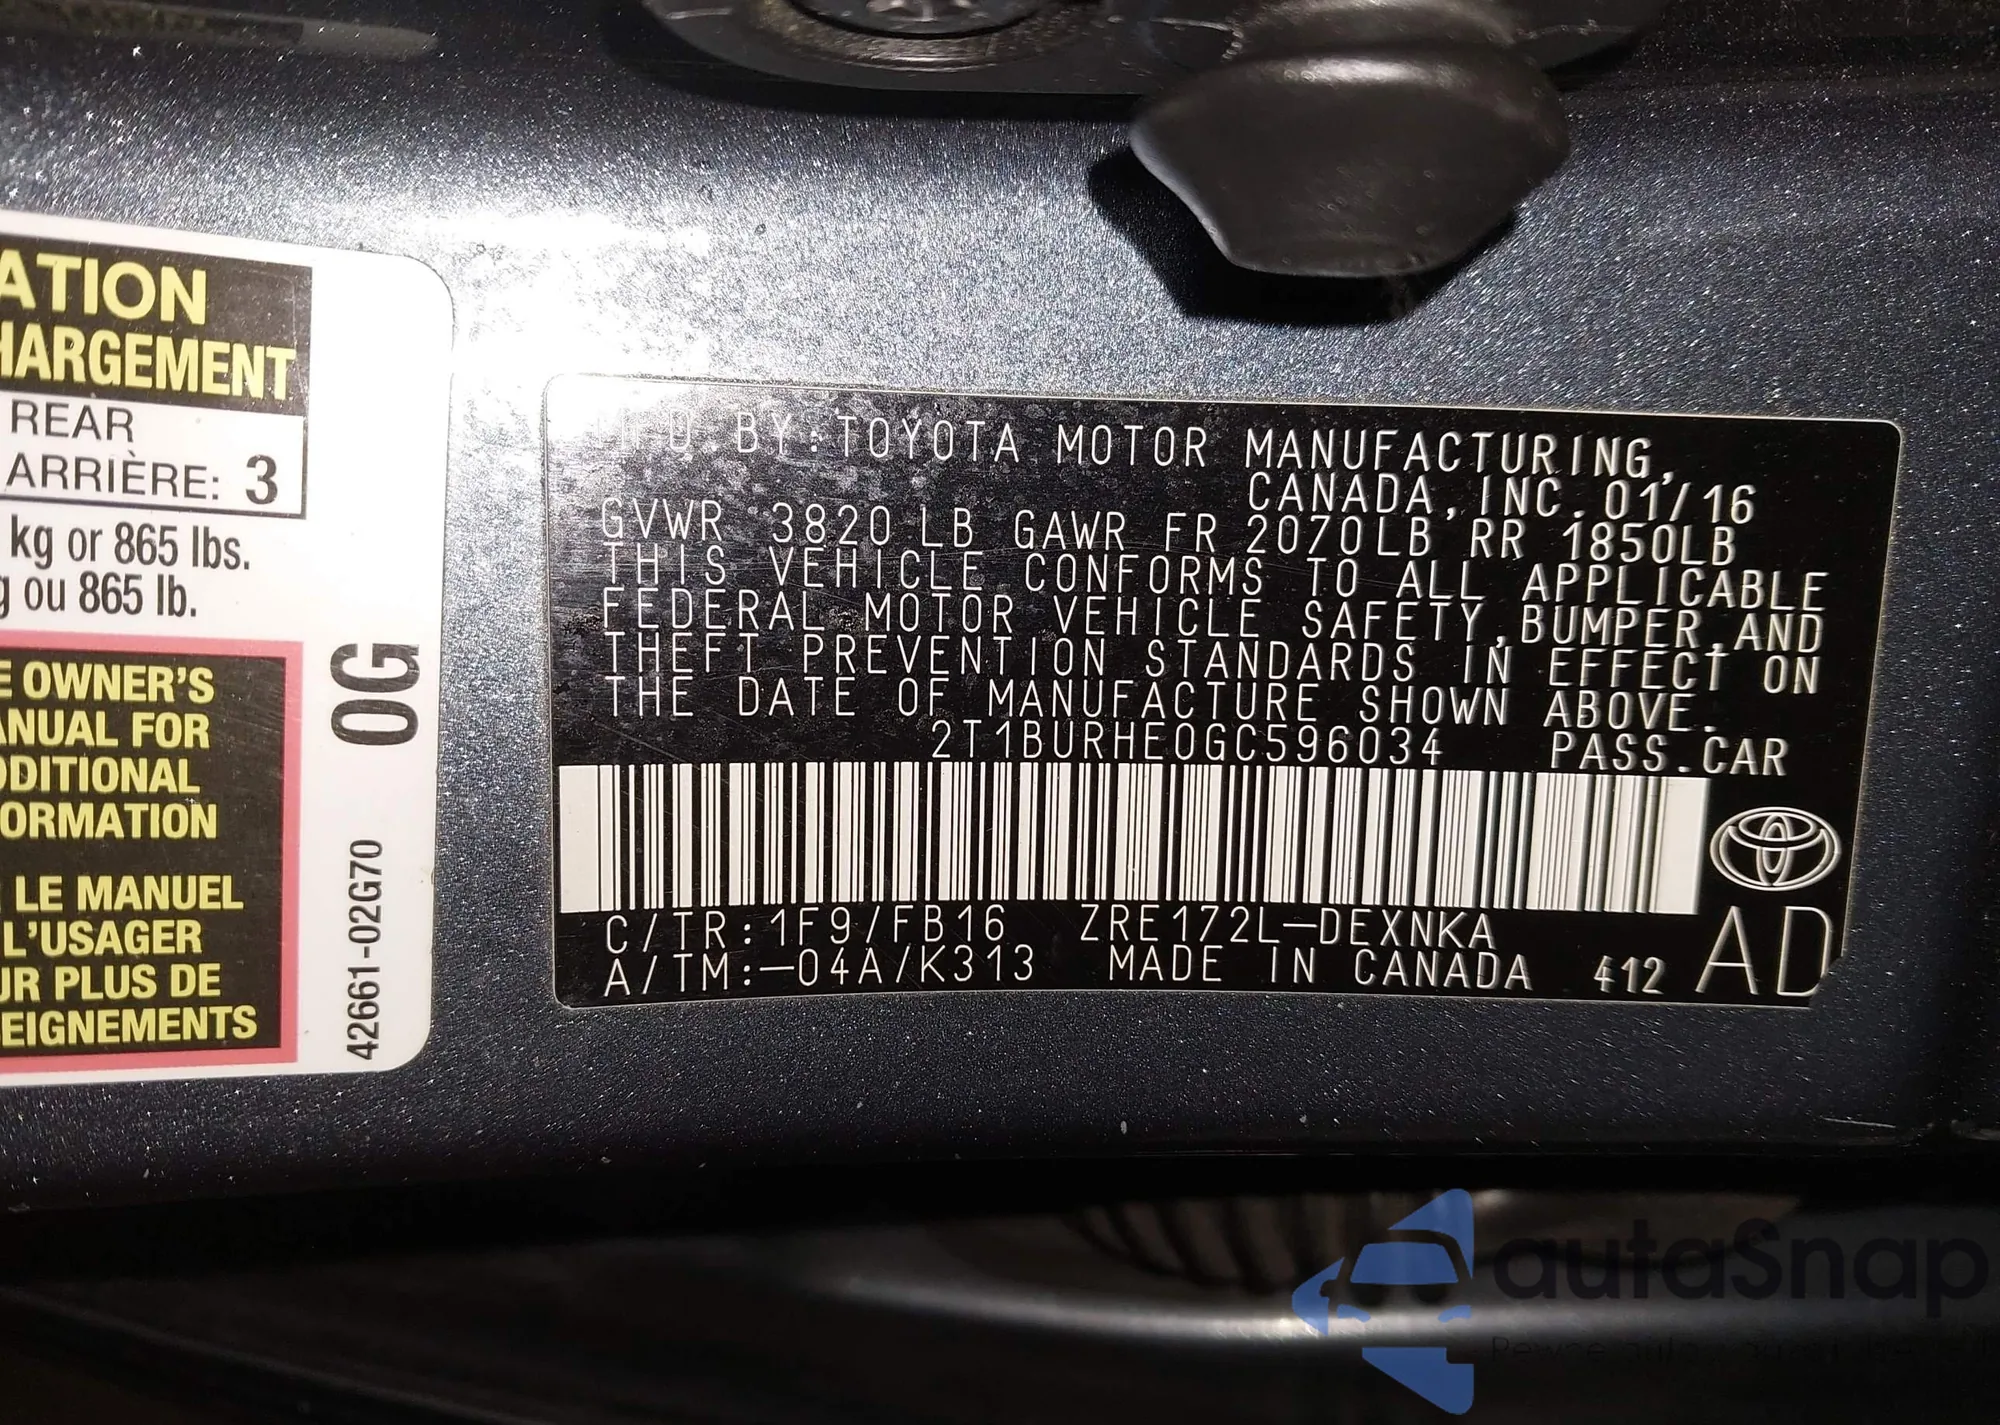 ATION
HARGEMENT
REAR
ARRIÈRE: 3
kg or 865 lbs.
g ou 865 lb.
E OWNER'S
ANUAL FOR
DDITIONAL
ORMATION
LE MANUEL
L'USAGER
UR PLUS DE
EIGNEMENTS
0G
42661-02G70
BY:TOYOTA MOTOR MANUFACTURING,
CANADA, INC. 01/16
GVWR 3820 LB GAWR FR 2070LB RR 1850LB
THIS VEHICLE CONFORMS TO ALL APPLICABLE
FEDERAL MOTOR VEHICLE SAFETY,BUMPER,AND
THEFT PREVENTION STANDARDS IN EFFECT ON
THE DATE OF MANUFACTURE SHOWN ABOVE.
2T1BURHE0GC596034 PASS.CAR
C/TR:1F9/FB16 ZRE172L-DEXNKA
A/TM:-04A/K313 MADE IN CANADA 412 AD
autaSnap